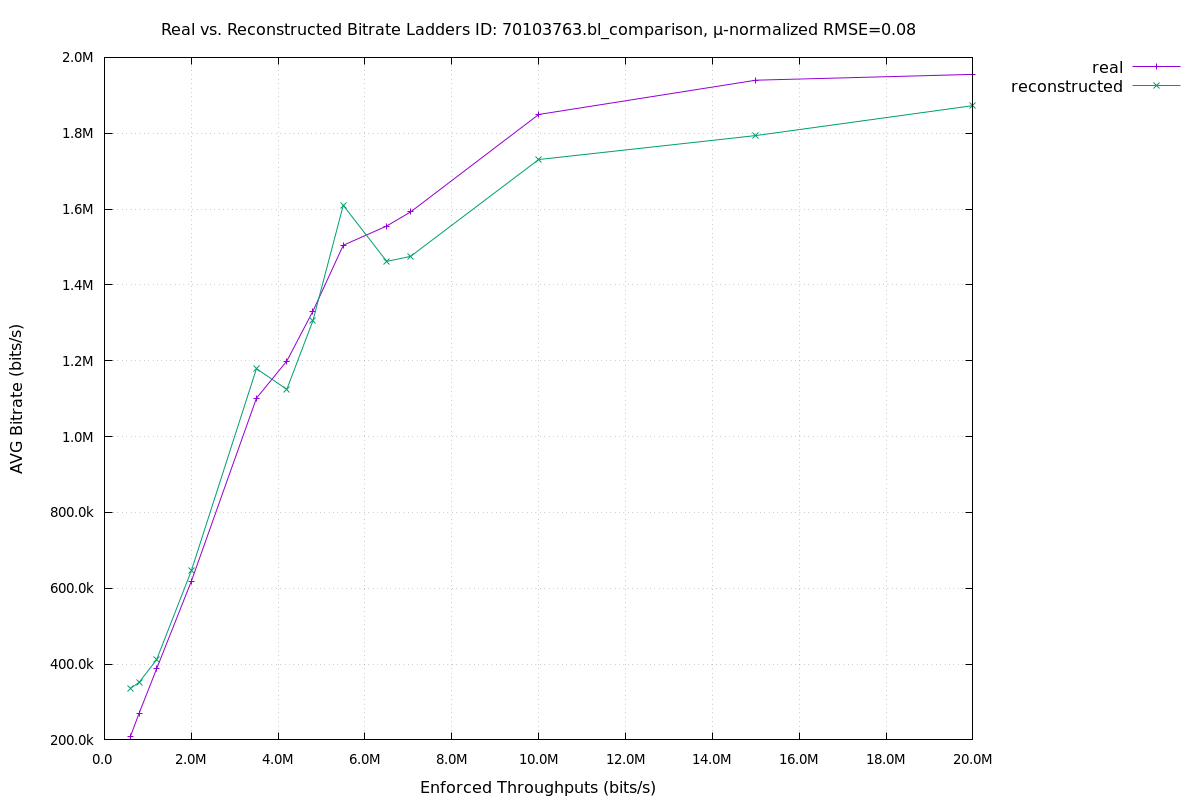 Real vs. Reconstructed Bitrate Ladders ID: 70103763.bl_comparison, μ-normalized RMSE=0.08
real
reconstructed
2.0M
1.8M
1.6M
1.4M
1.2M
1.0M
800.0k
600.0k
400.0k
200.0k
AVG Bitrate (bits/s)
0.0 2.0M 4.0M 6.0M 8.0M 10.0M 12.0M 14.0M 16.0M 18.0M 20.0M
Enforced Throughputs (bits/s)